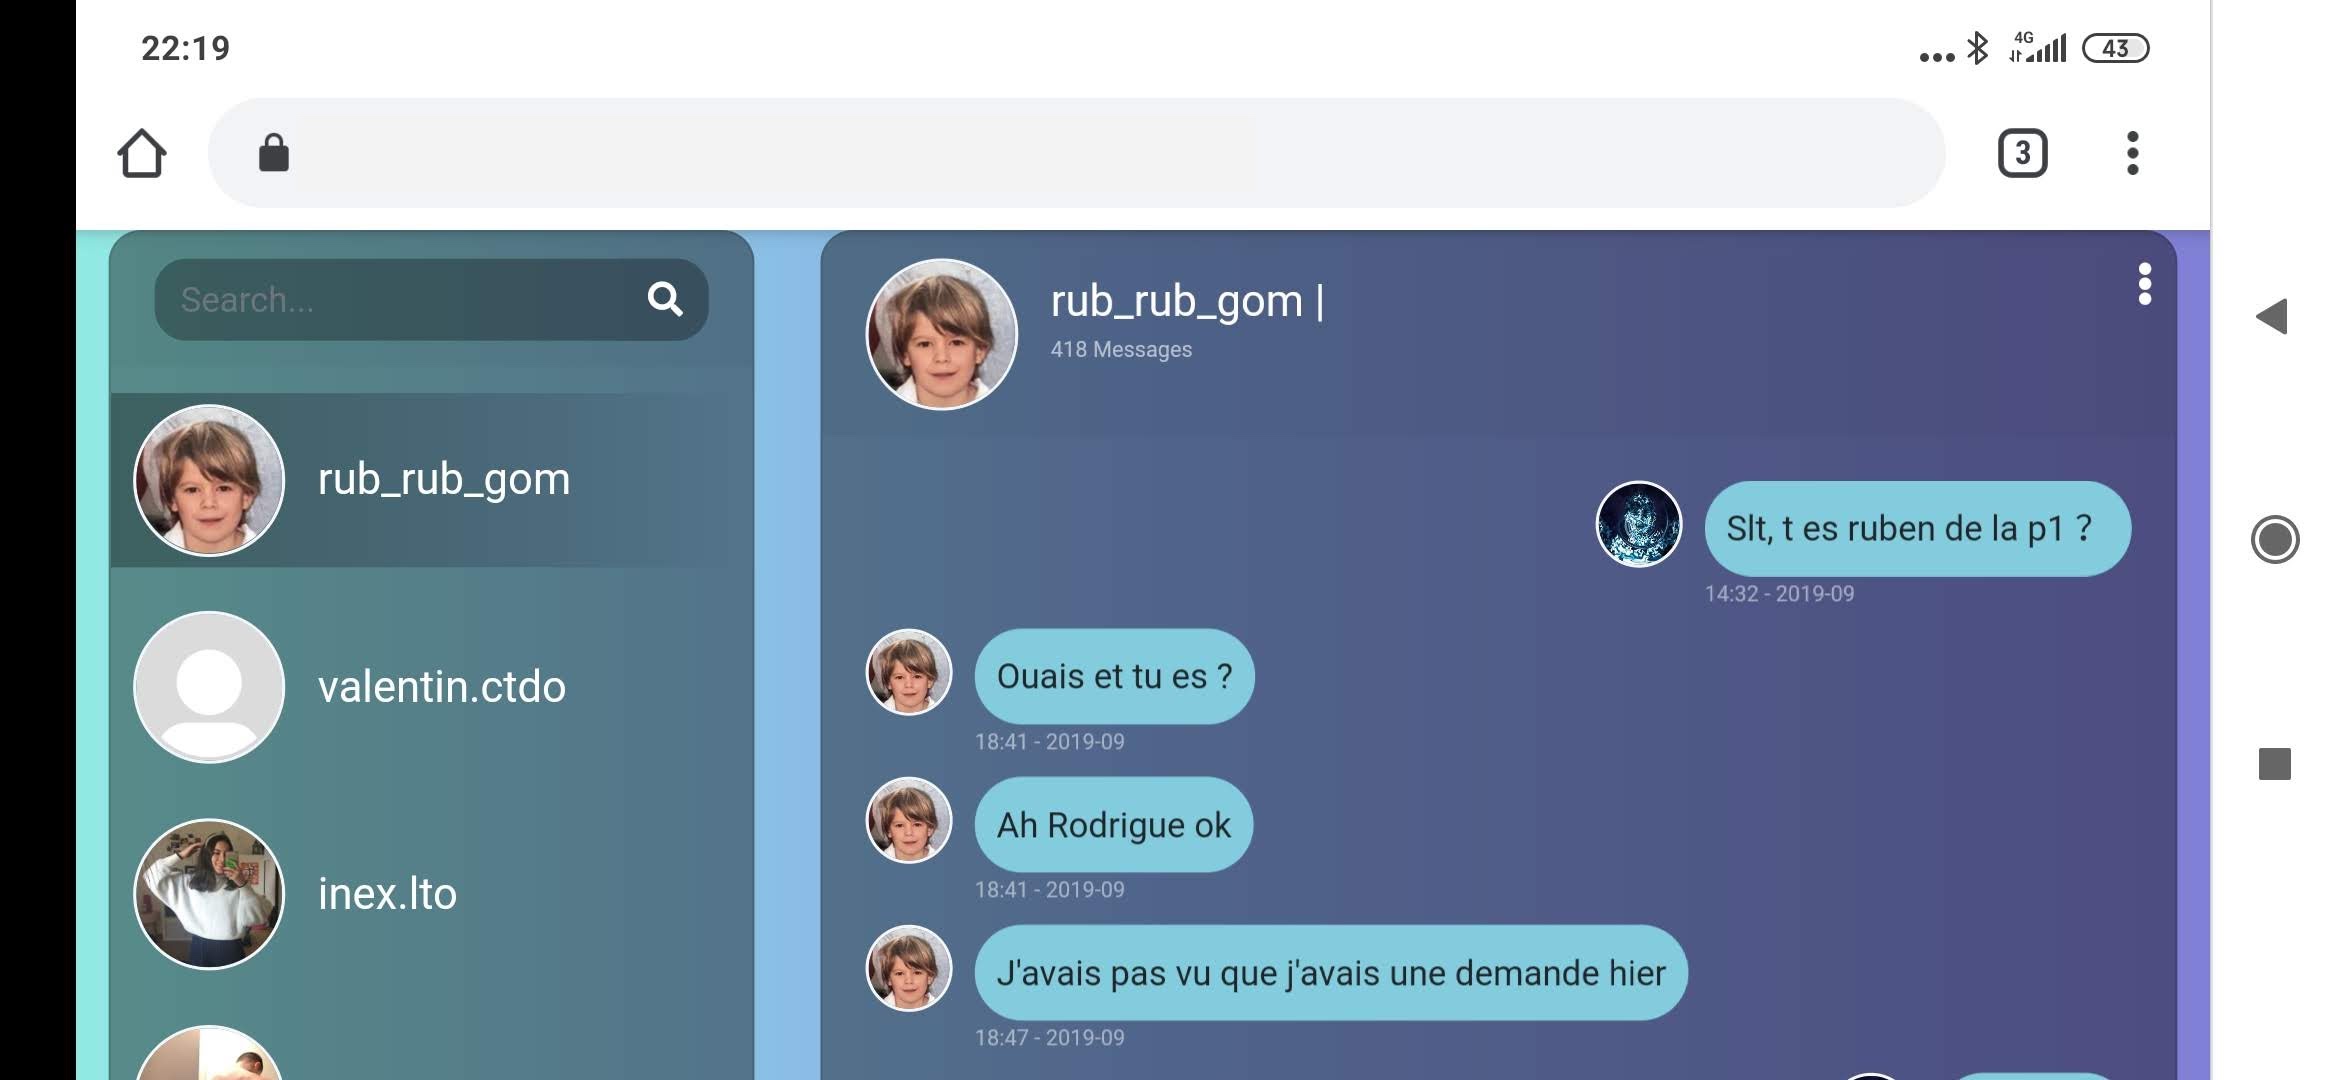 22:19
4G
43
3
Search...
rub_rub_gom
valentin.ctdo
inex.lto
rub_rub_gom |
418 Messages
Slt, t es ruben de la p1 ?
14:32 - 2019-09
Ouais et tu es ?
18:41 - 2019-09
Ah Rodrigue ok
18:41 - 2019-09
J'avais pas vu que j'avais une demande hier
18:47 - 2019-09